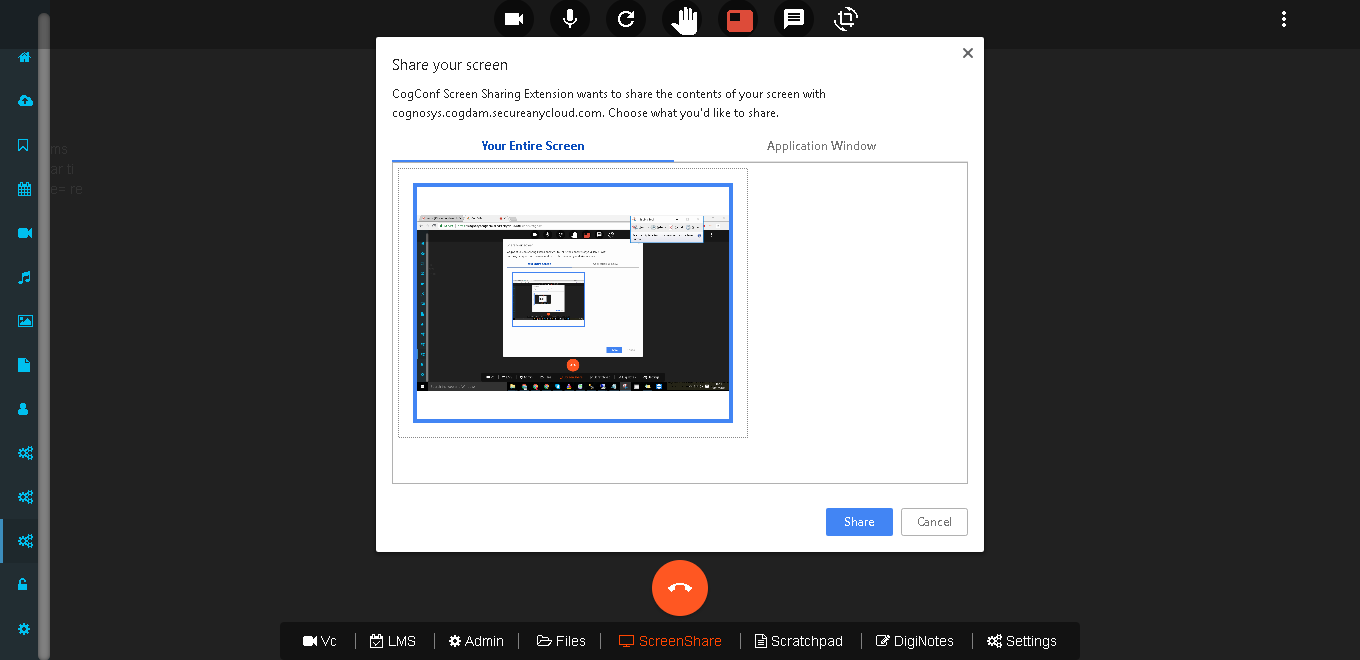 Share your screen
CogConf Screen Sharing Extension wants to share the contents of your screen with
cognosys.cogdam.secureanycloud.com. Choose what you'd like to share.
Your Entire Screen Application Window
ms
ar ti
e= re
Share Cancel
Vc LMS Admin Files ScreenShare Scratchpad DigiNotes Settings